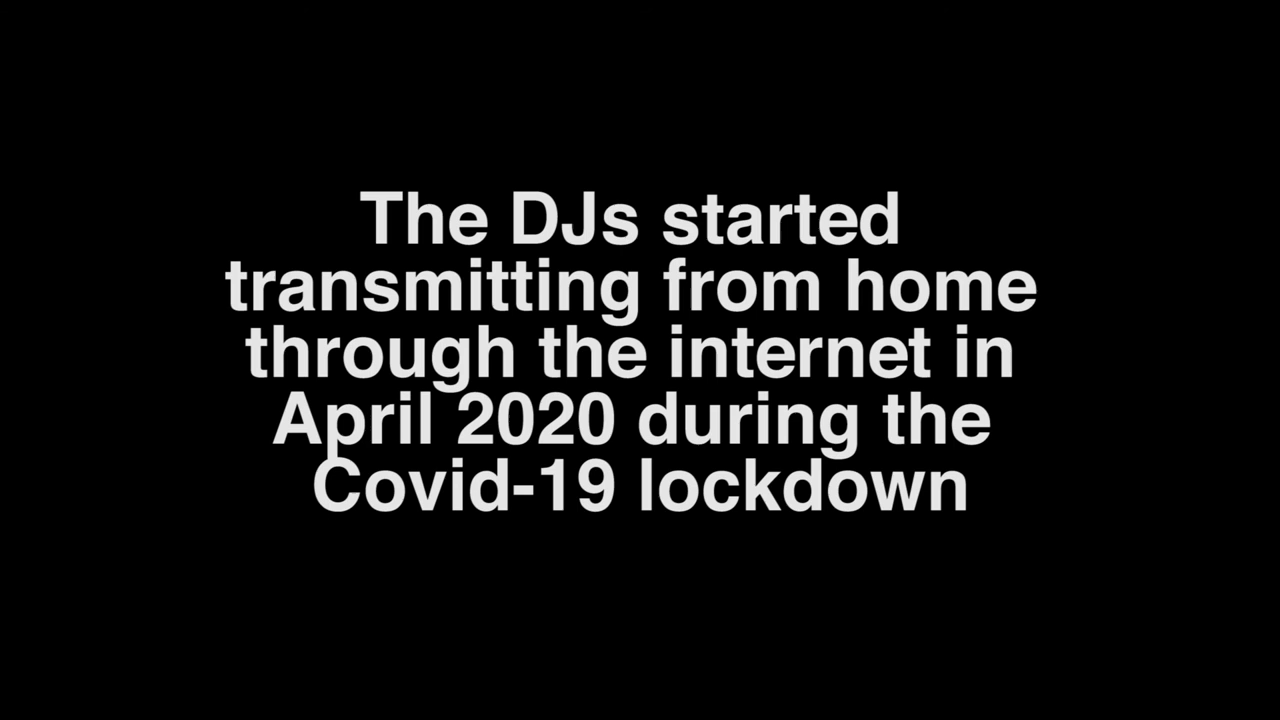 The DJs started
transmitting from home
through the internet in
April 2020 during the
Covid-19 lockdown